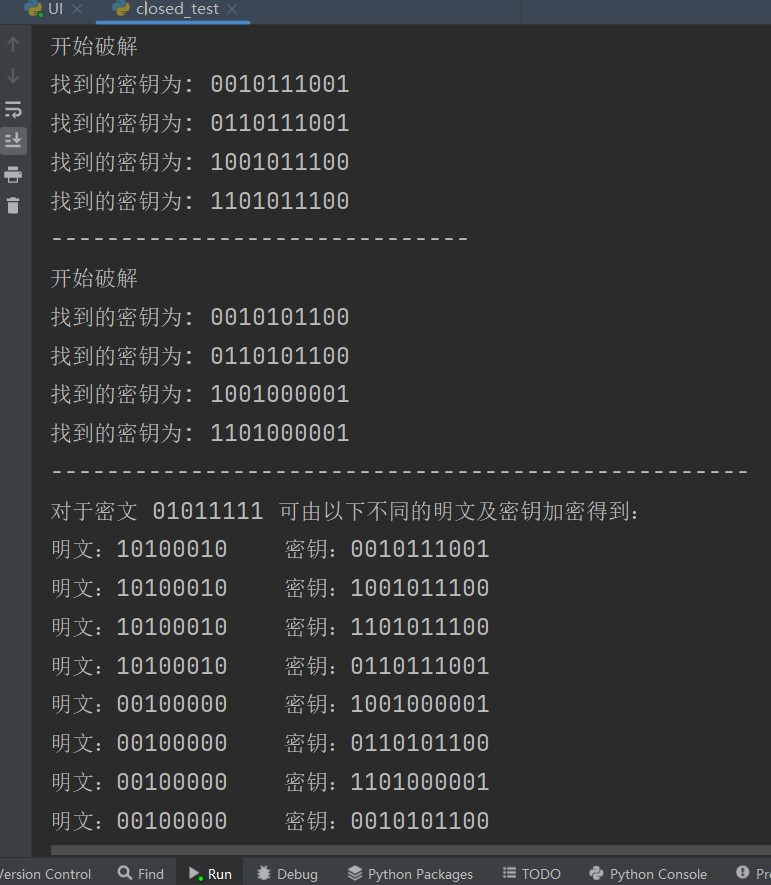 UI closed_test
开始破解
找到的密钥为: 0010111001
找到的密钥为: 0110111001
找到的密钥为: 1001011100
找到的密钥为: 1101011100
------------------------------
开始破解
找到的密钥为: 0010101100
找到的密钥为: 0110101100
找到的密钥为: 1001000001
找到的密钥为: 1101000001
--------------------------------------------------
对于密文 01011111 可由以下不同的明文及密钥加密得到：
明文：10100010 密钥：0010111001
明文：10100010 密钥：1001011100
明文：10100010 密钥：1101011100
明文：10100010 密钥：0110111001
明文：00100000 密钥：1001000001
明文：00100000 密钥：0110101100
明文：00100000 密钥：1101000001
明文：00100000 密钥：0010101100
Version Control Find Run Debug Python Packages TODO Python Console